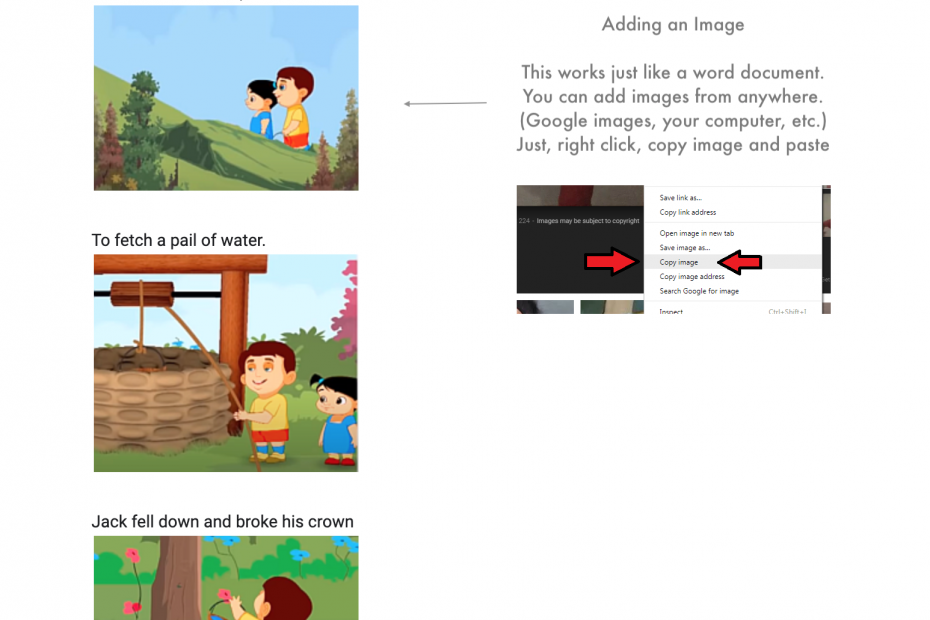 Adding an Image
This works just like a word document.
You can add images from anywhere.
(Google images, your computer, etc.)
Just, right click, copy image and paste
To fetch a pail of water.
Jack fell down and broke his crown
224 - Images may be subject to copyright
Save link as...
Copy link address
Open image in new tab
Save image as...
Copy image
Copy image address
Search Google for image
Inspect Ctrl+Shift+I